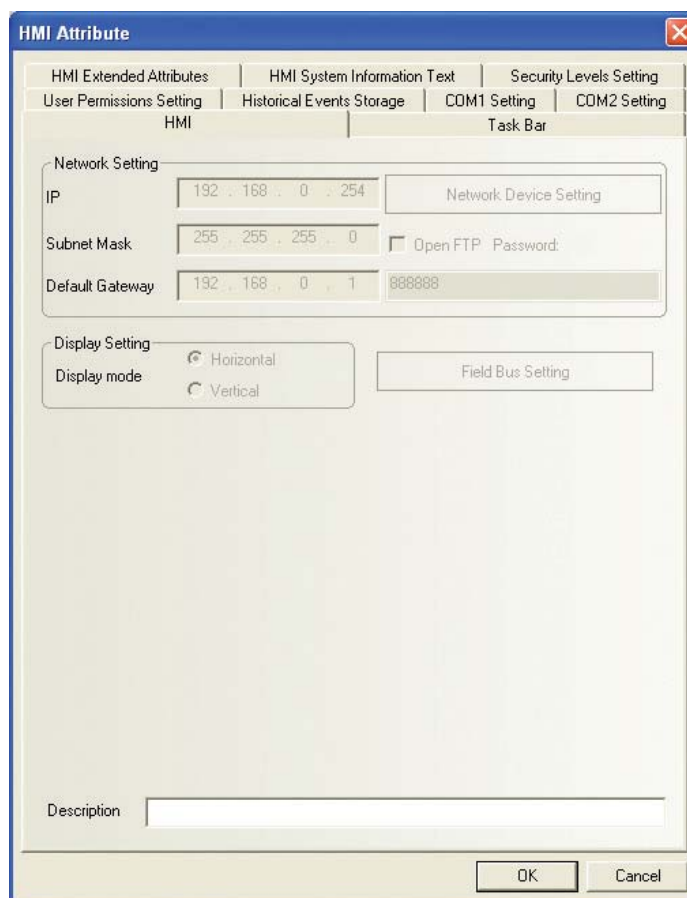 HMI Attribute
HMI Extended Attributes HMI System Information Text Security Levels Setting
User Permissions Setting Historical Events Storage COM1 Setting COM2 Setting
HMI Task Bar
Network Setting
IP 192 . 168 . 0 . 254 Network Device Setting
Subnet Mask 255 . 255 . 255 . 0 Open FTP Password:
Default Gateway 192 . 168 . 0 . 1 888888
Display Setting
Display mode Horizontal
Vertical
Field Bus Setting
Description
OK Cancel